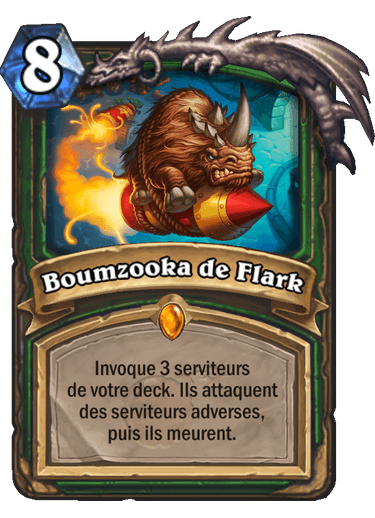 8
Boumzooka de Flark
Invoque 3 serviteurs
de votre deck. Ils attaquent
des serviteurs adverses,
puis ils meurent.